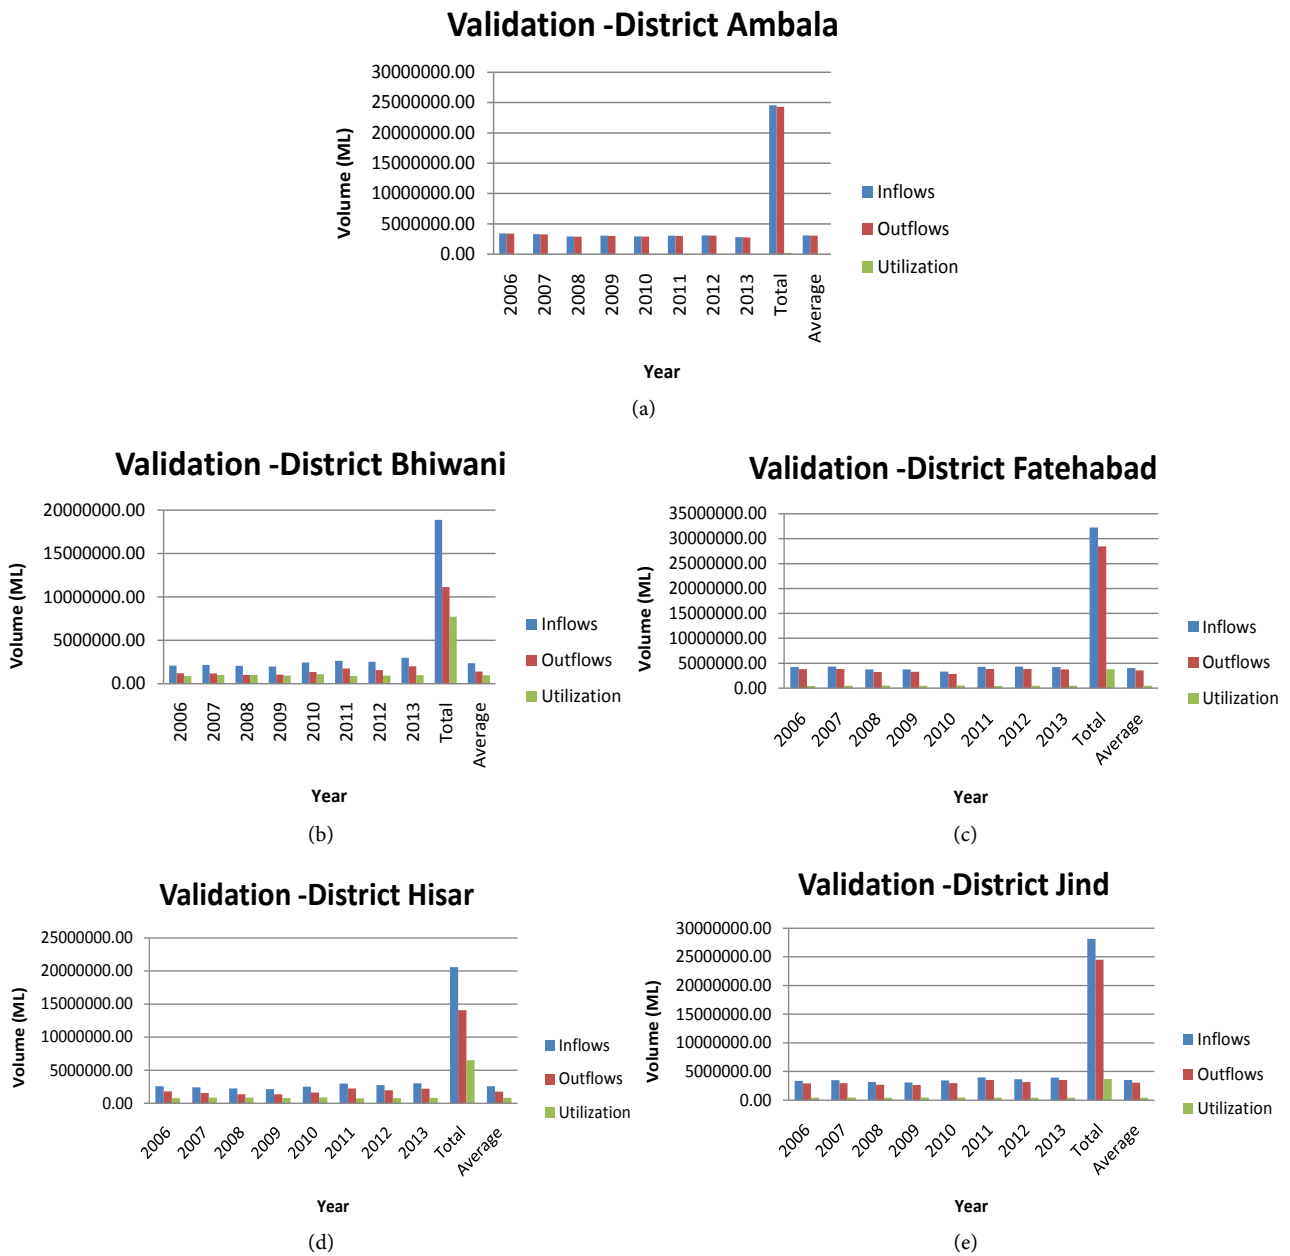 Validation -District Ambala
30000000.00
25000000.00
20000000.00
15000000.00
10000000.00
5000000.00
0.00
Volume (ML)
2006
2007
2008
2009
2010
2011
2012
2013
Total
Average
Year
Inflows
Outflows
Utilization
(a)
Validation -District Bhiwani
20000000.00
15000000.00
10000000.00
5000000.00
0.00
Volume (ML)
2006
2007
2008
2009
2010
2011
2012
2013
Total
Average
Year
Inflows
Outflows
Utilization
(b)
Validation -District Fatehabad
35000000.00
30000000.00
25000000.00
20000000.00
15000000.00
10000000.00
5000000.00
0.00
Volume (ML)
2006
2007
2008
2009
2010
2011
2012
2013
Total
Average
Year
Inflows
Outflows
Utilization
(c)
Validation -District Hisar
25000000.00
20000000.00
15000000.00
10000000.00
5000000.00
0.00
Volume (ML)
2006
2007
2008
2009
2010
2011
2012
2013
Total
Average
Year
Inflows
Outflows
Utilization
(d)
Validation -District Jind
30000000.00
25000000.00
20000000.00
15000000.00
10000000.00
5000000.00
0.00
Volume (ML)
2006
2007
2008
2009
2010
2011
2012
2013
Total
Average
Year
Inflows
Outflows
Utilization
(e)